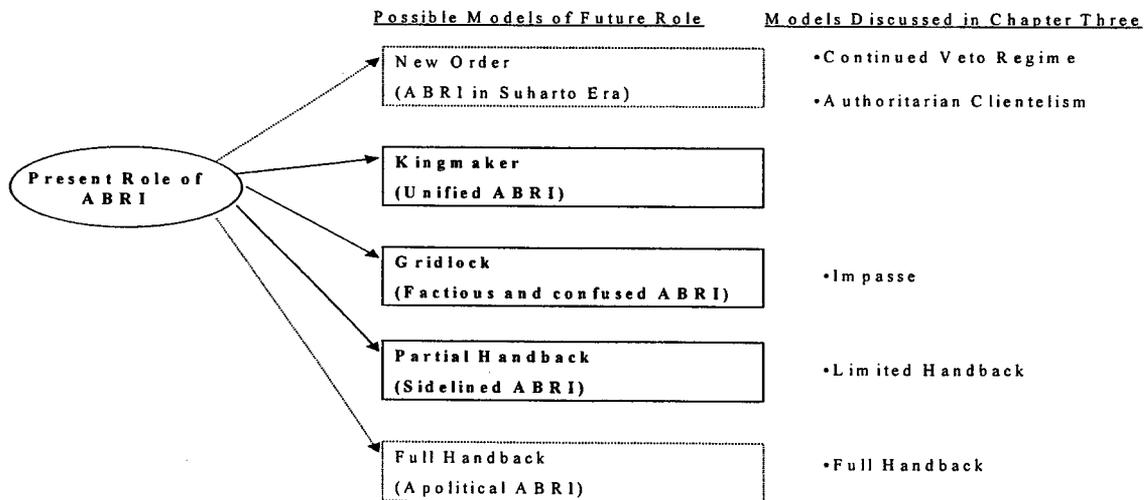 Possible Models of Future Role
Models Discussed in Chapter Three
New Order
(ABRI in Suharto Era)
•Continued Veto Regime
•Authoritarian Clientelism
Present Role of
ABRI
Kingmaker
(Unified ABRI)
Gridlock
(Factious and confused ABRI)
•Impasse
Partial Handback
(Sidelined ABRI)
•Limited Handback
Full Handback
(Apolitical ABRI)
•Full Handback